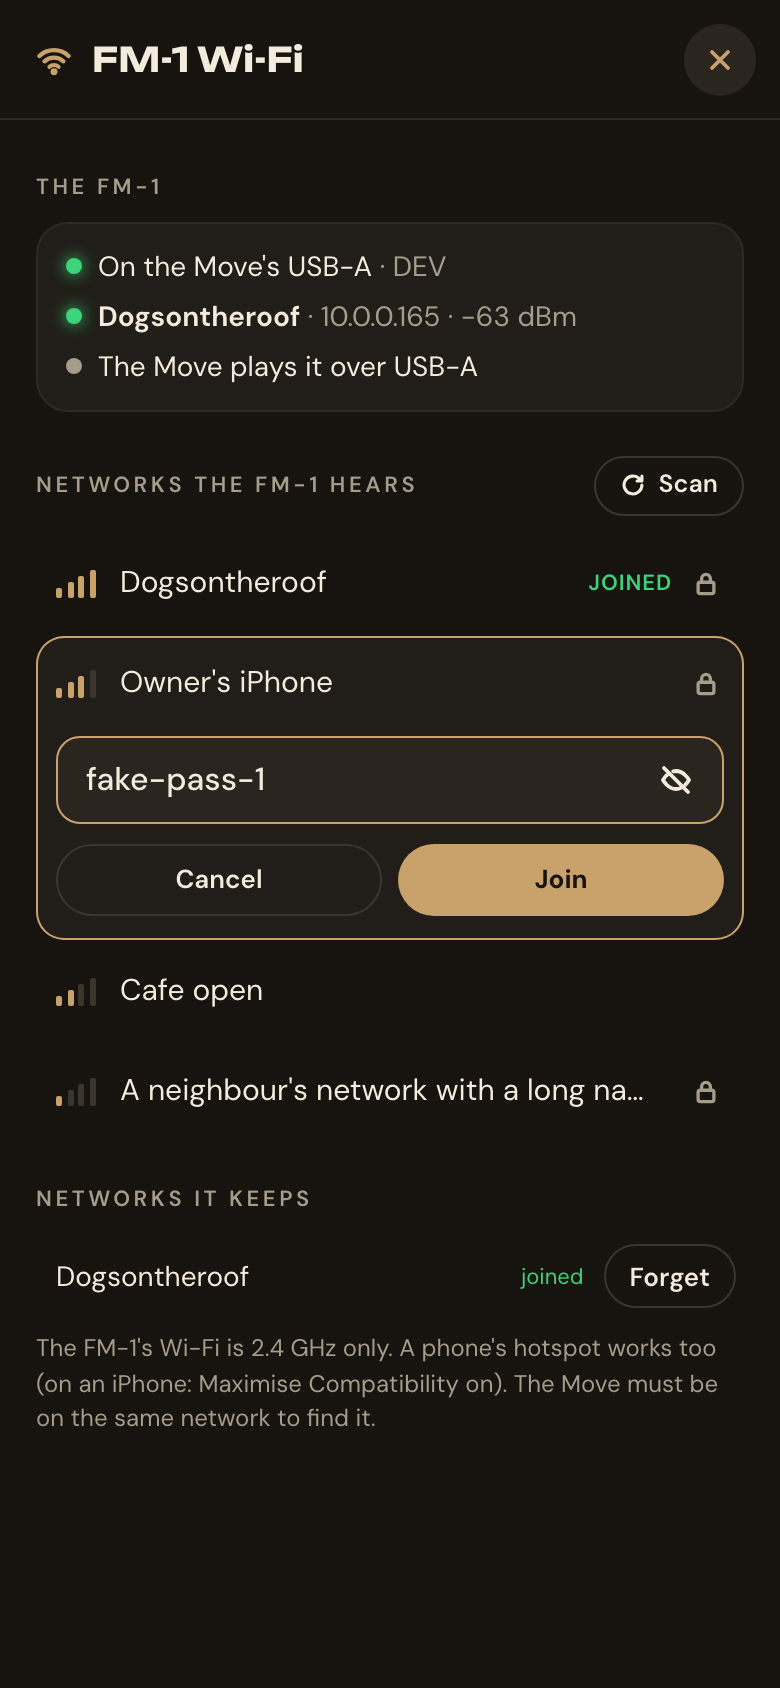 FM-1 Wi-Fi
THE FM-1
On the Move's USB-A · DEV
Dogsontheroof · 10.0.0.165 · -63 dBm
The Move plays it over USB-A
NETWORKS THE FM-1 HEARS
Scan
Dogsontheroof JOINED
Owner's iPhone
fake-pass-1
Cancel Join
Cafe open
A neighbour's network with a long na...
NETWORKS IT KEEPS
Dogsontheroof joined Forget
The FM-1's Wi-Fi is 2.4 GHz only. A phone's hotspot works too
(on an iPhone: Maximise Compatibility on). The Move must be
on the same network to find it.